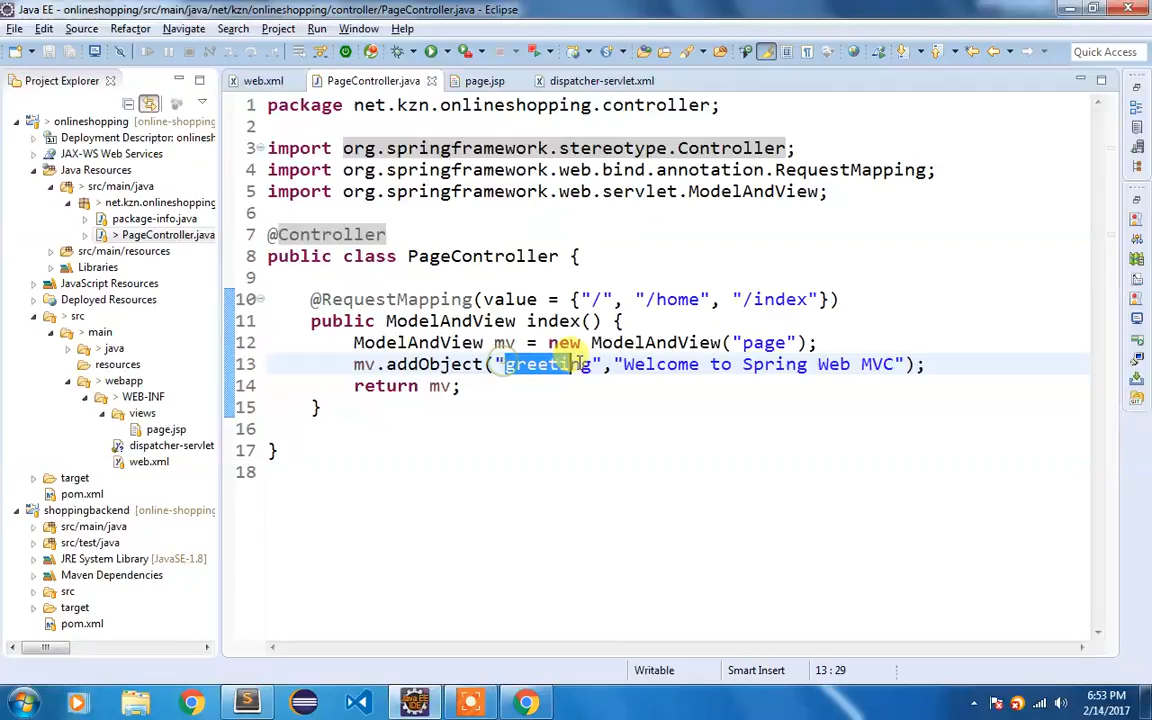 Java EE - onlineshopping/src/main/java/net/kzn/onlineshopping/controller/PageController.java - Eclipse
File Edit Source Refactor Navigate Search Project Run Window Help
Quick Access
Project Explorer
web.xml PageController.java page.jsp dispatcher-servlet.xml
onlineshopping [online-shopping
Deployment Descriptor: onlinesh
JAX-WS Web Services
Java Resources
src/main/java
net.kzn.onlineshopping
package-info.java
> PageController.java
src/main/resources
Libraries
JavaScript Resources
Deployed Resources
src
main
java
resources
webapp
WEB-INF
views
page.jsp
dispatcher-servlet
web.xml
target
pom.xml
shoppingbackend [online-shop
src/main/java
src/test/java
JRE System Library [JavaSE-1.8]
Maven Dependencies
src
target
pom.xml
1 package net.kzn.onlineshopping.controller;
2
3 import org.springframework.stereotype.Controller;
4 import org.springframework.web.bind.annotation.RequestMapping;
5 import org.springframework.web.servlet.ModelAndView;
6
7 @Controller
8 public class PageController {
9
10 @RequestMapping(value = {"/", "/home", "/index"})
11 public ModelAndView index() {
12 ModelAndView mv = new ModelAndView("page");
13 mv.addObject("greeting","Welcome to Spring Web MVC");
14 return mv;
15 }
16
17 }
18
Writable Smart Insert 13 : 29
6:53 PM
2/14/2017